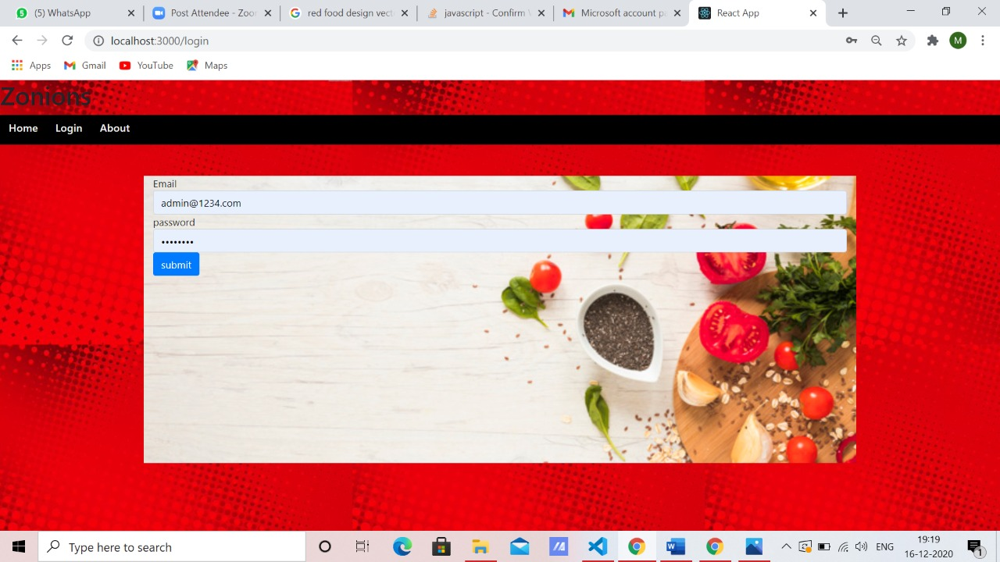 (5) WhatsApp
Post Attendee - Zoor
red food design vect
javascript - Confirm
Microsoft account p
React App
localhost:3000/login
M
Apps Gmail YouTube Maps
Zonions
Home Login About
Email
admin@1234.com
password
••••••••
submit
Type here to search
ENG
19:19
16-12-2020
1